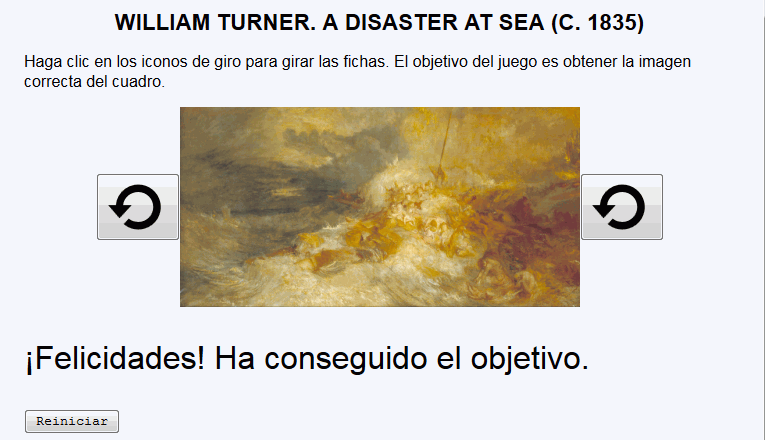 WILLIAM TURNER. A DISASTER AT SEA (C. 1835)
Haga clic en los iconos de giro para girar las fichas. El objetivo del juego es obtener la imagen
correcta del cuadro.
¡Felicidades! Ha conseguido el objetivo.
Reiniciar